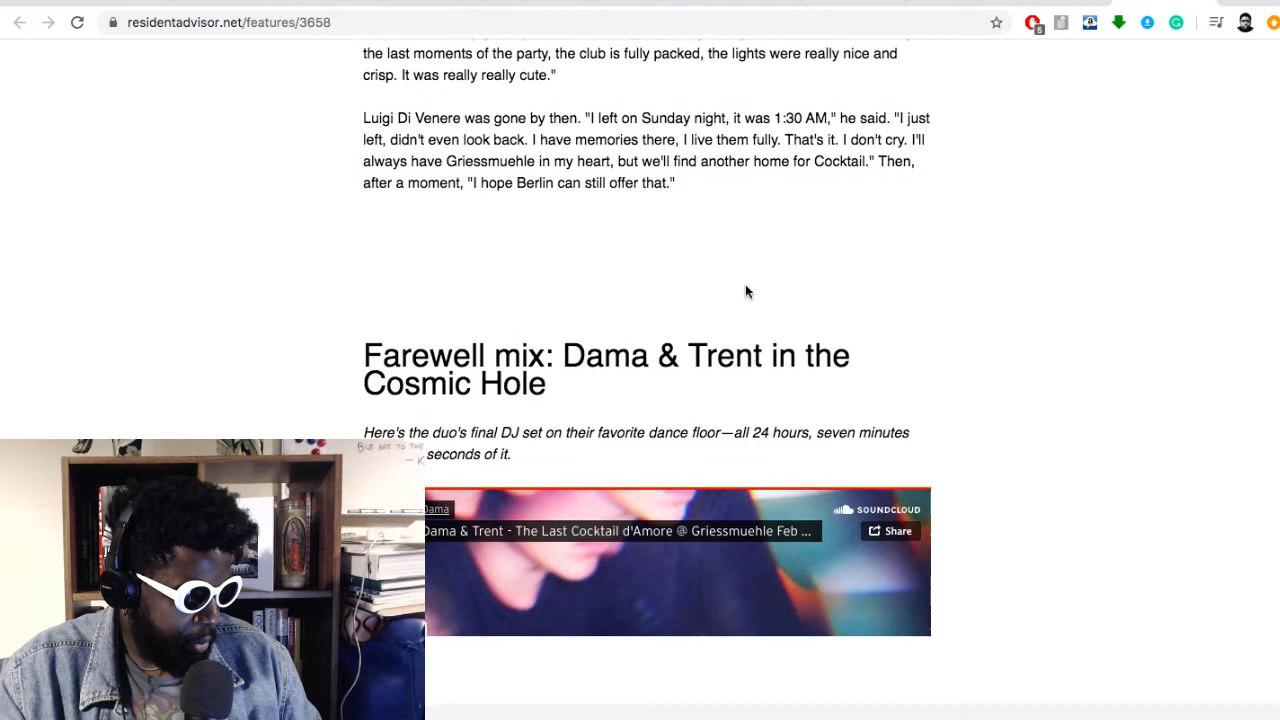 residentadvisor.net/features/3658
5
the last moments of the party, the club is fully packed, the lights were really nice and
crisp. It was really really cute."
Luigi Di Venere was gone by then. "I left on Sunday night, it was 1:30 AM," he said. "I just
left, didn't even look back. I have memories there, I live them fully. That's it. I don't cry. I'll
always have Griessmuehle in my heart, but we'll find another home for Cocktail." Then,
after a moment, "I hope Berlin can still offer that."
Farewell mix: Dama & Trent in the
Cosmic Hole
Here's the duo's final DJ set on their favorite dance floor—all 24 hours, seven minutes
seconds of it.
BUT NOT TO THE
—K
Dama
SOUNDCLOUD
Dama & Trent - The Last Cocktail d'Amore @ Griessmuehle Feb ...
Share